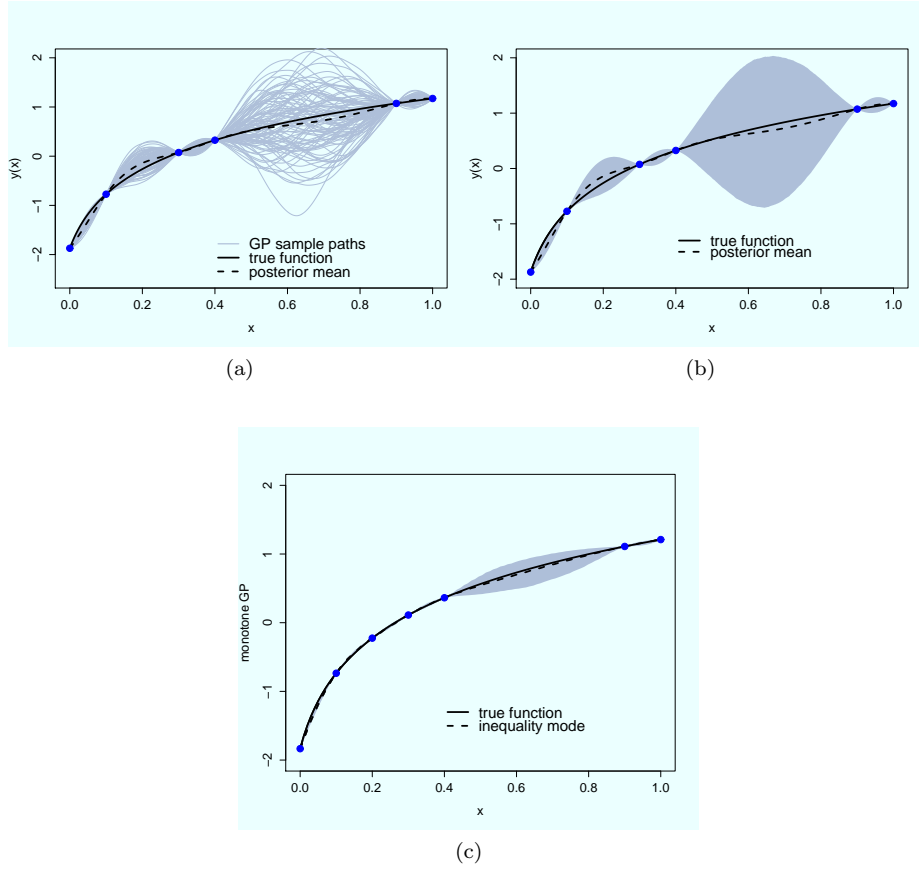 2
1
0
−1
−2
y(x)
GP sample paths
true function
posterior mean
0.0 0.2 0.4 0.6 0.8 1.0
x
(a)
2
1
0
−1
−2
y(x)
true function
posterior mean
0.0 0.2 0.4 0.6 0.8 1.0
x
(b)
2
1
0
−1
−2
monotone GP
true function
inequality mode
0.0 0.2 0.4 0.6 0.8 1.0
x
(c)